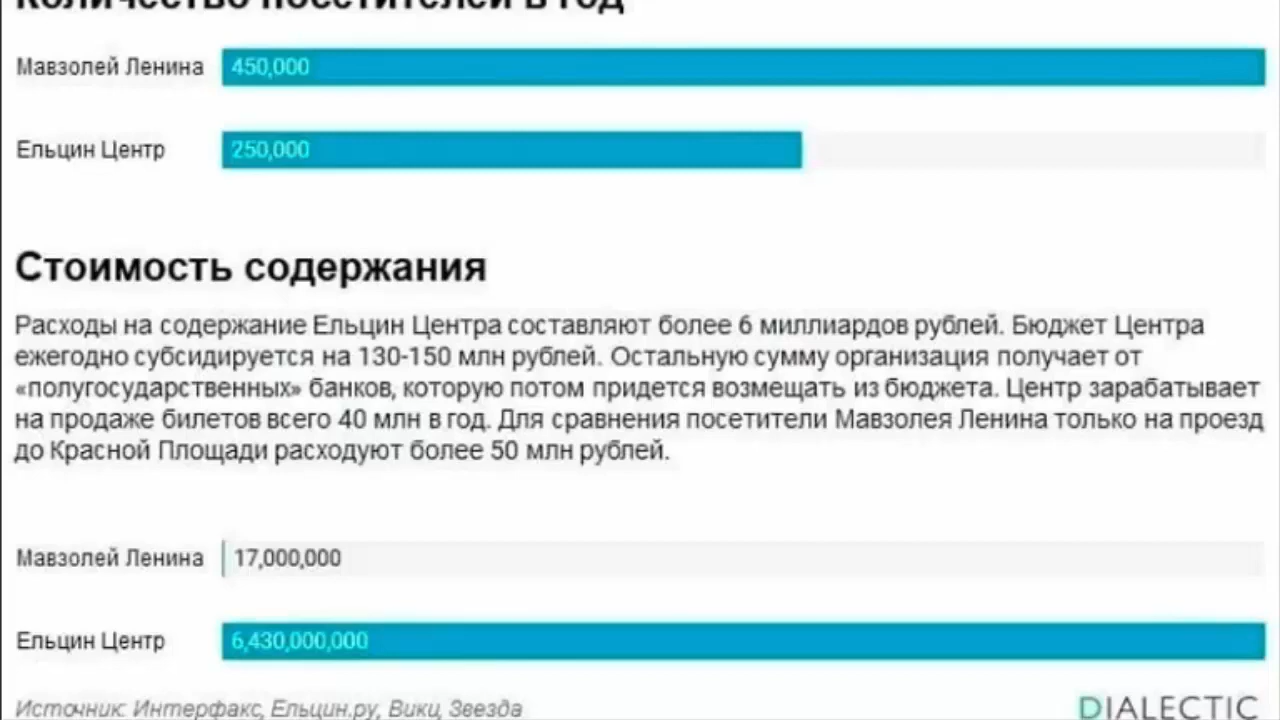 Количество посетителей в год
Мавзолей Ленина 450,000
Ельцин Центр 250,000
Стоимость содержания
Расходы на содержание Ельцин Центра составляют более 6 миллиардов рублей. Бюджет Центра
ежегодно субсидируется на 130-150 млн рублей. Остальную сумму организация получает от
«полугосударственных» банков, которую потом придется возмещать из бюджета. Центр зарабатывает
на продаже билетов всего 40 млн в год. Для сравнения посетители Мавзолея Ленина только на проезд
до Красной Площади расходуют более 50 млн рублей.
Мавзолей Ленина 17,000,000
Ельцин Центр 6,430,000,000
Источник: Интерфакс, Ельцин.ру, Вики, Звезда
DIALECTIC